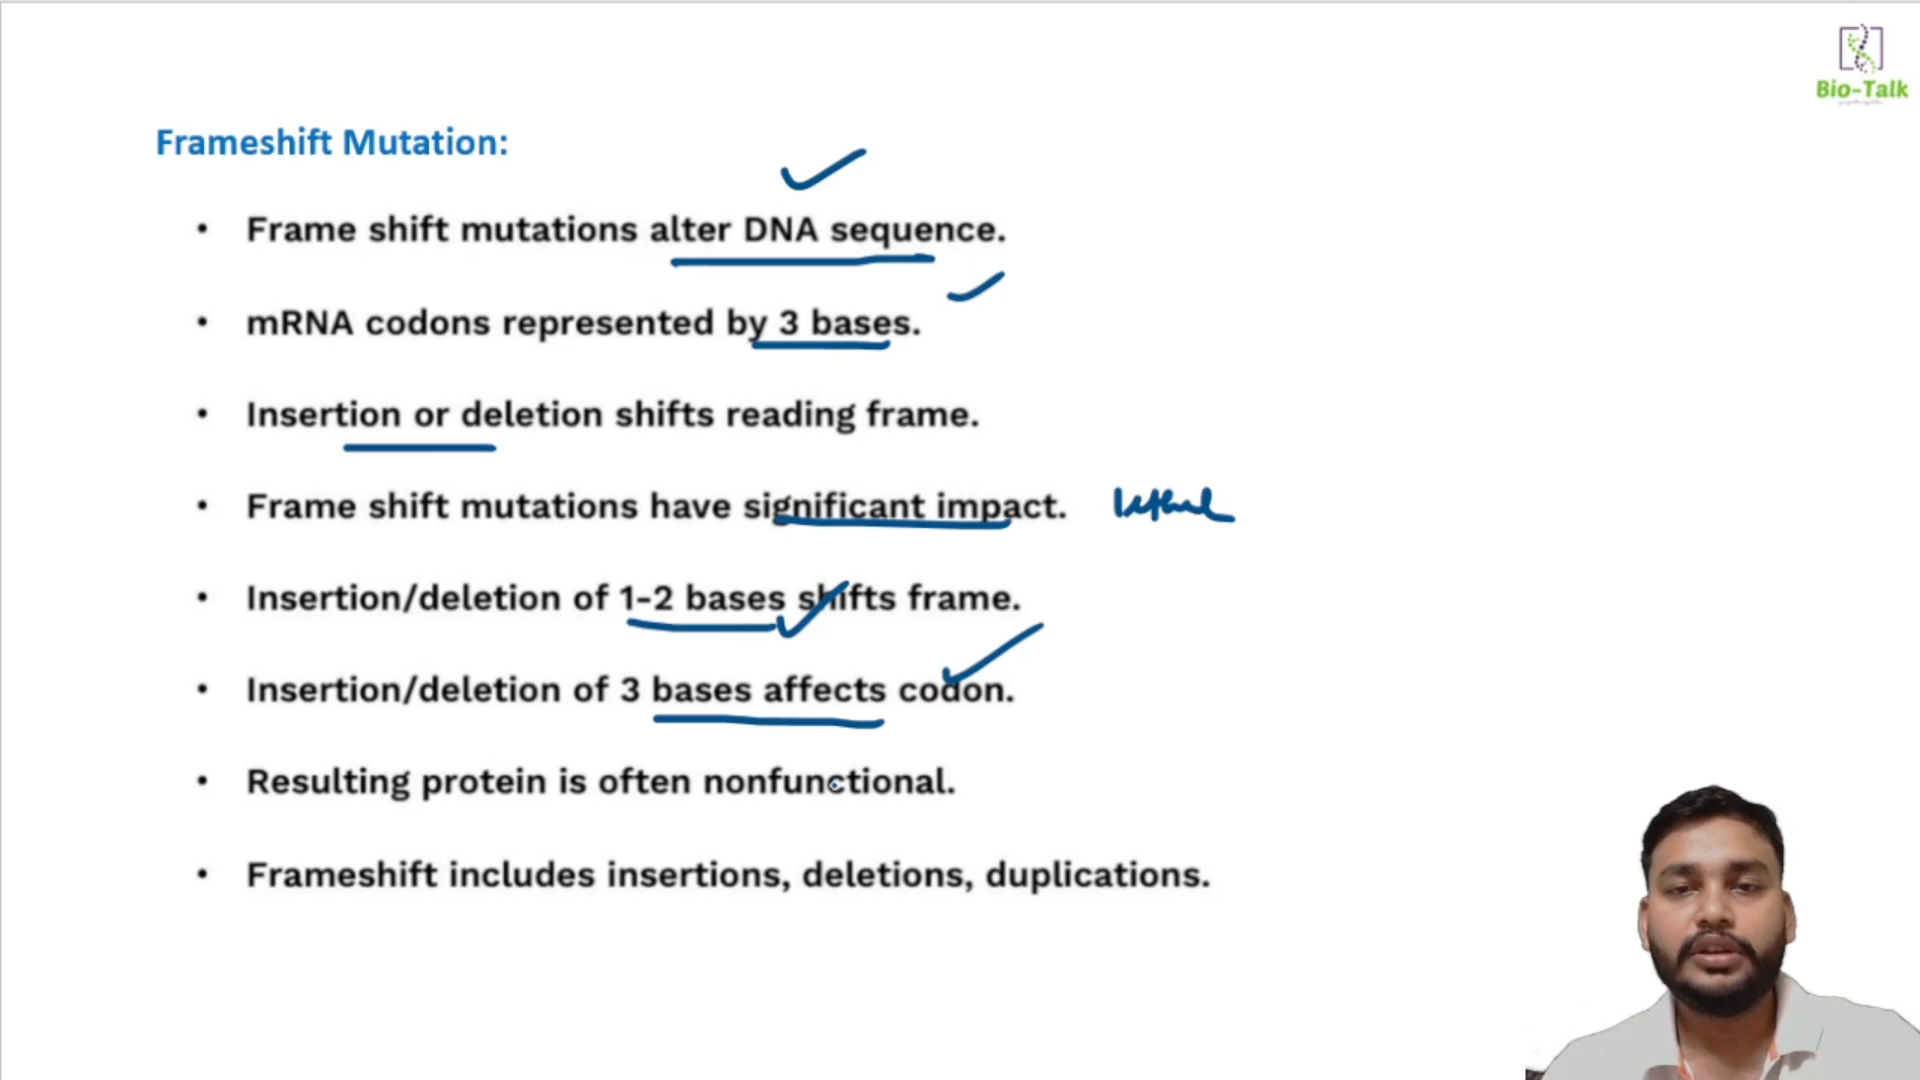 Bio-Talk
Frameshift Mutation:
• Frame shift mutations alter DNA sequence.
• mRNA codons represented by 3 bases.
• Insertion or deletion shifts reading frame.
• Frame shift mutations have significant impact. lethal
• Insertion/deletion of 1-2 bases shifts frame.
• Insertion/deletion of 3 bases affects codon.
• Resulting protein is often nonfunctional.
• Frameshift includes insertions, deletions, duplications.